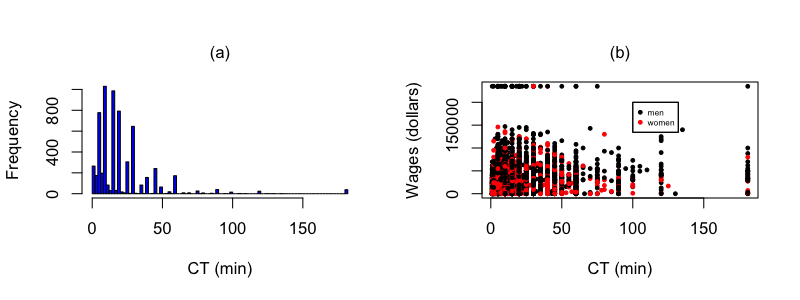 (a)
Frequency
0 400 800
0 50 100 150
CT (min)
(b)
Wages (dollars)
0 150000
men
women
0 50 100 150
CT (min)